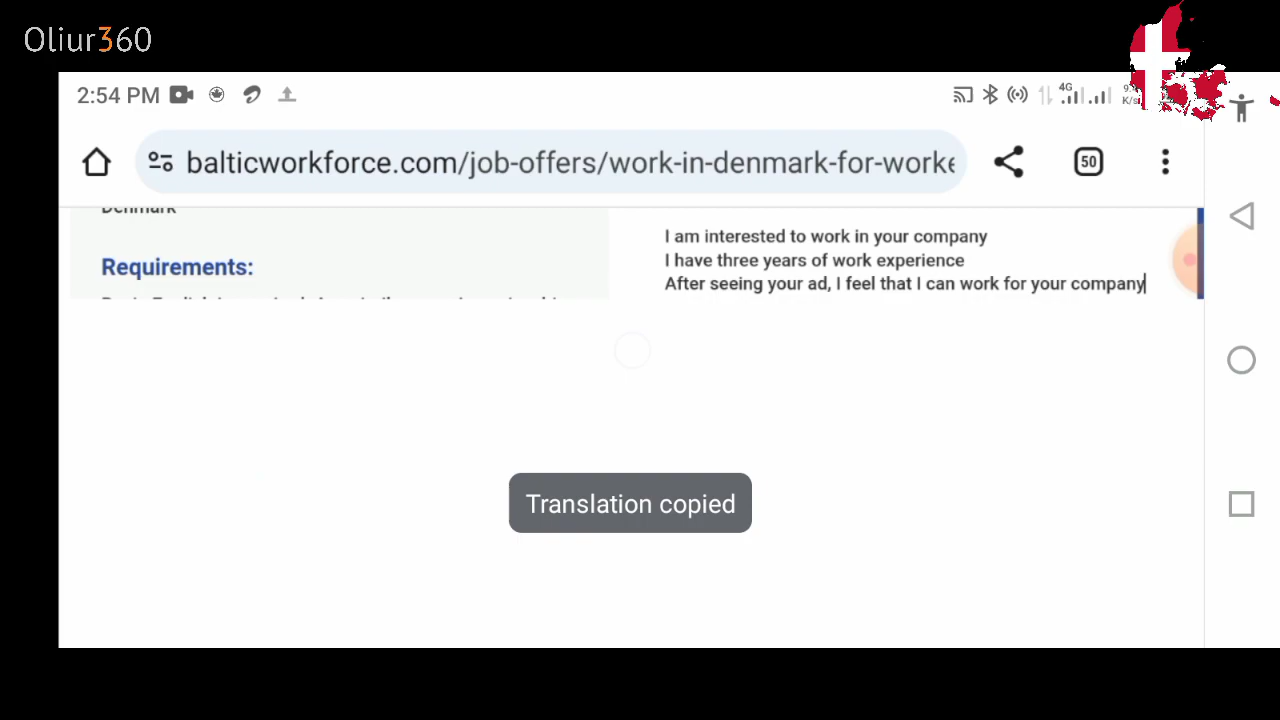 Oliur360
2:54 PM
4G
balticworkforce.com/job-offers/work-in-denmark-for-worke
50
Denmark
Requirements:
I am interested to work in your company
I have three years of work experience
After seeing your ad, I feel that I can work for your company
Translation copied